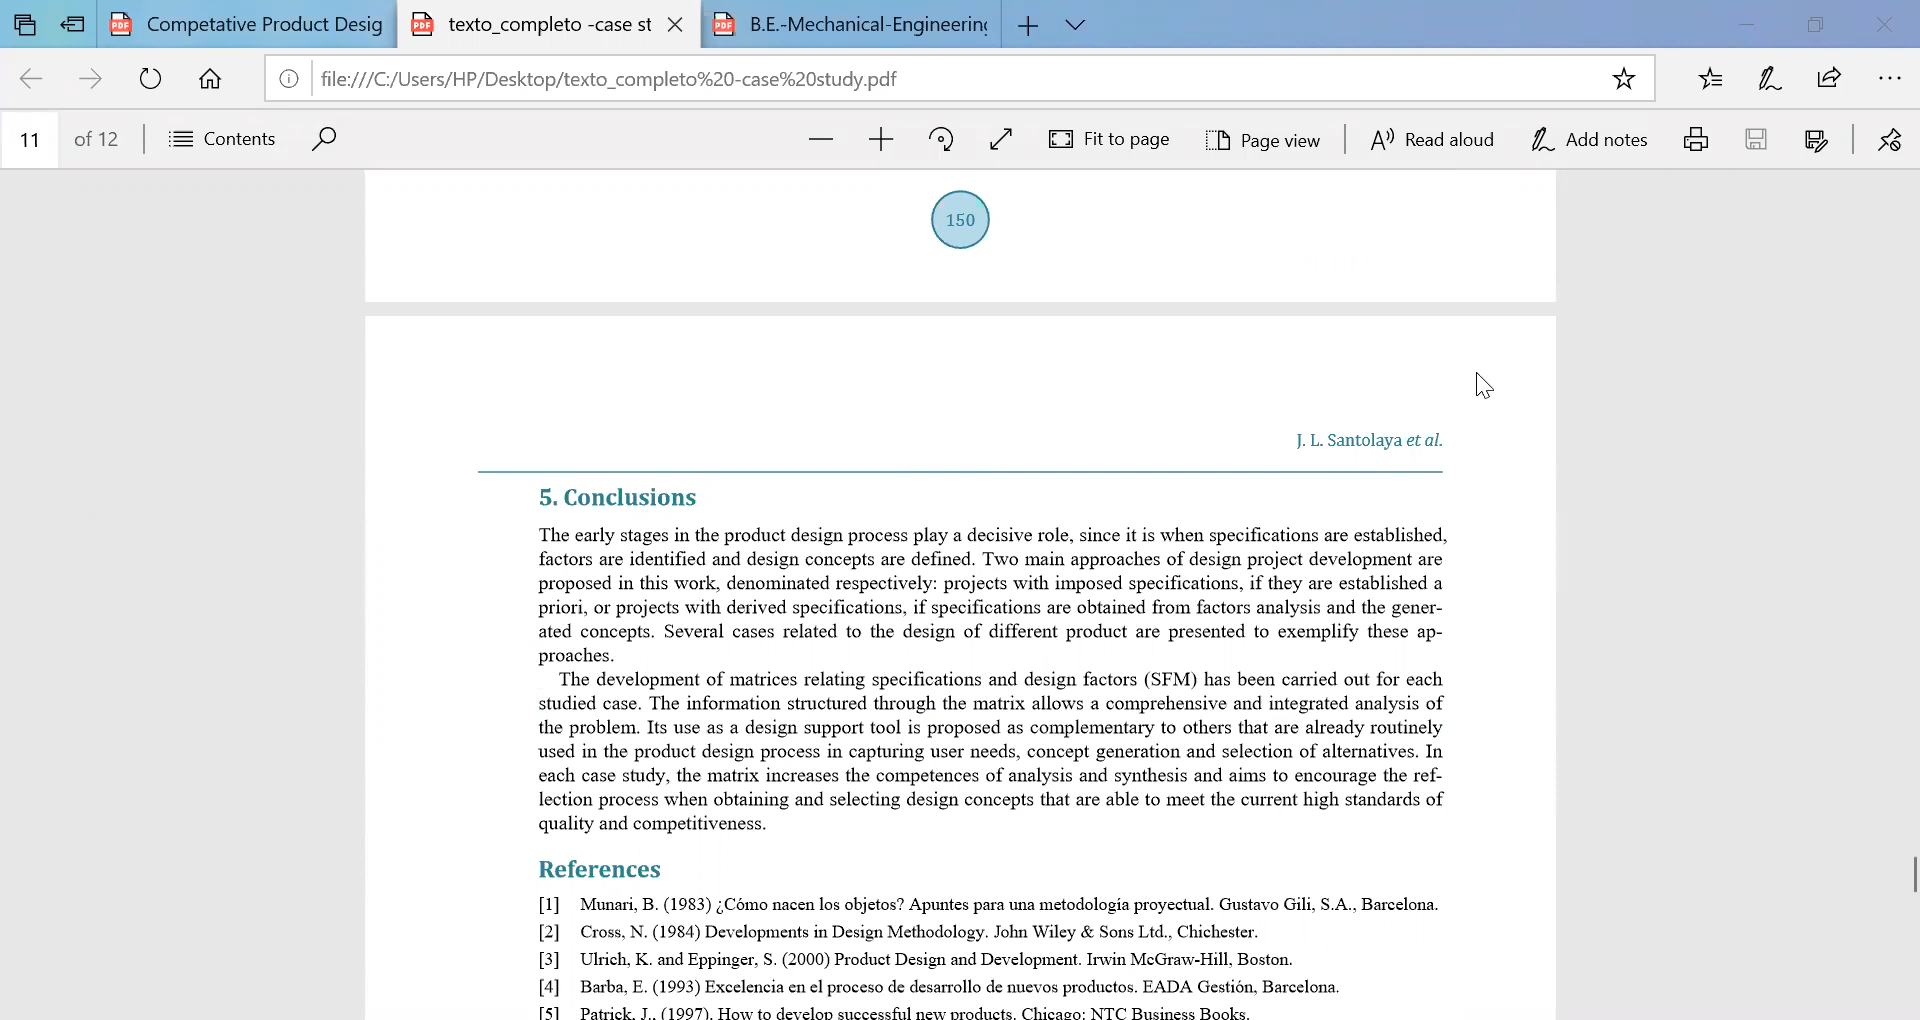 Competative Product Desig
texto_completo -case st
B.E.-Mechanical-Engineering
file:///C:/Users/HP/Desktop/texto_completo%20-case%20study.pdf
11 of 12 Contents Fit to page Page view Read aloud Add notes
150
J. L. Santolaya et al.
5. Conclusions
The early stages in the product design process play a decisive role, since it is when specifications are established,
factors are identified and design concepts are defined. Two main approaches of design project development are
proposed in this work, denominated respectively: projects with imposed specifications, if they are established a
priori, or projects with derived specifications, if specifications are obtained from factors analysis and the gener-
ated concepts. Several cases related to the design of different product are presented to exemplify these ap-
proaches.
The development of matrices relating specifications and design factors (SFM) has been carried out for each
studied case. The information structured through the matrix allows a comprehensive and integrated analysis of
the problem. Its use as a design support tool is proposed as complementary to others that are already routinely
used in the product design process in capturing user needs, concept generation and selection of alternatives. In
each case study, the matrix increases the competences of analysis and synthesis and aims to encourage the ref-
lection process when obtaining and selecting design concepts that are able to meet the current high standards of
quality and competitiveness.
References
[1] Munari, B. (1983) ¿Cómo nacen los objetos? Apuntes para una metodología proyectual. Gustavo Gili, S.A., Barcelona.
[2] Cross, N. (1984) Developments in Design Methodology. John Wiley & Sons Ltd., Chichester.
[3] Ulrich, K. and Eppinger, S. (2000) Product Design and Development. Irwin McGraw-Hill, Boston.
[4] Barba, E. (1993) Excelencia en el proceso de desarrollo de nuevos productos. EADA Gestión, Barcelona.
[5] Patrick, J.. (1997). How to develop successful new products. Chicago: NTC Business Books.